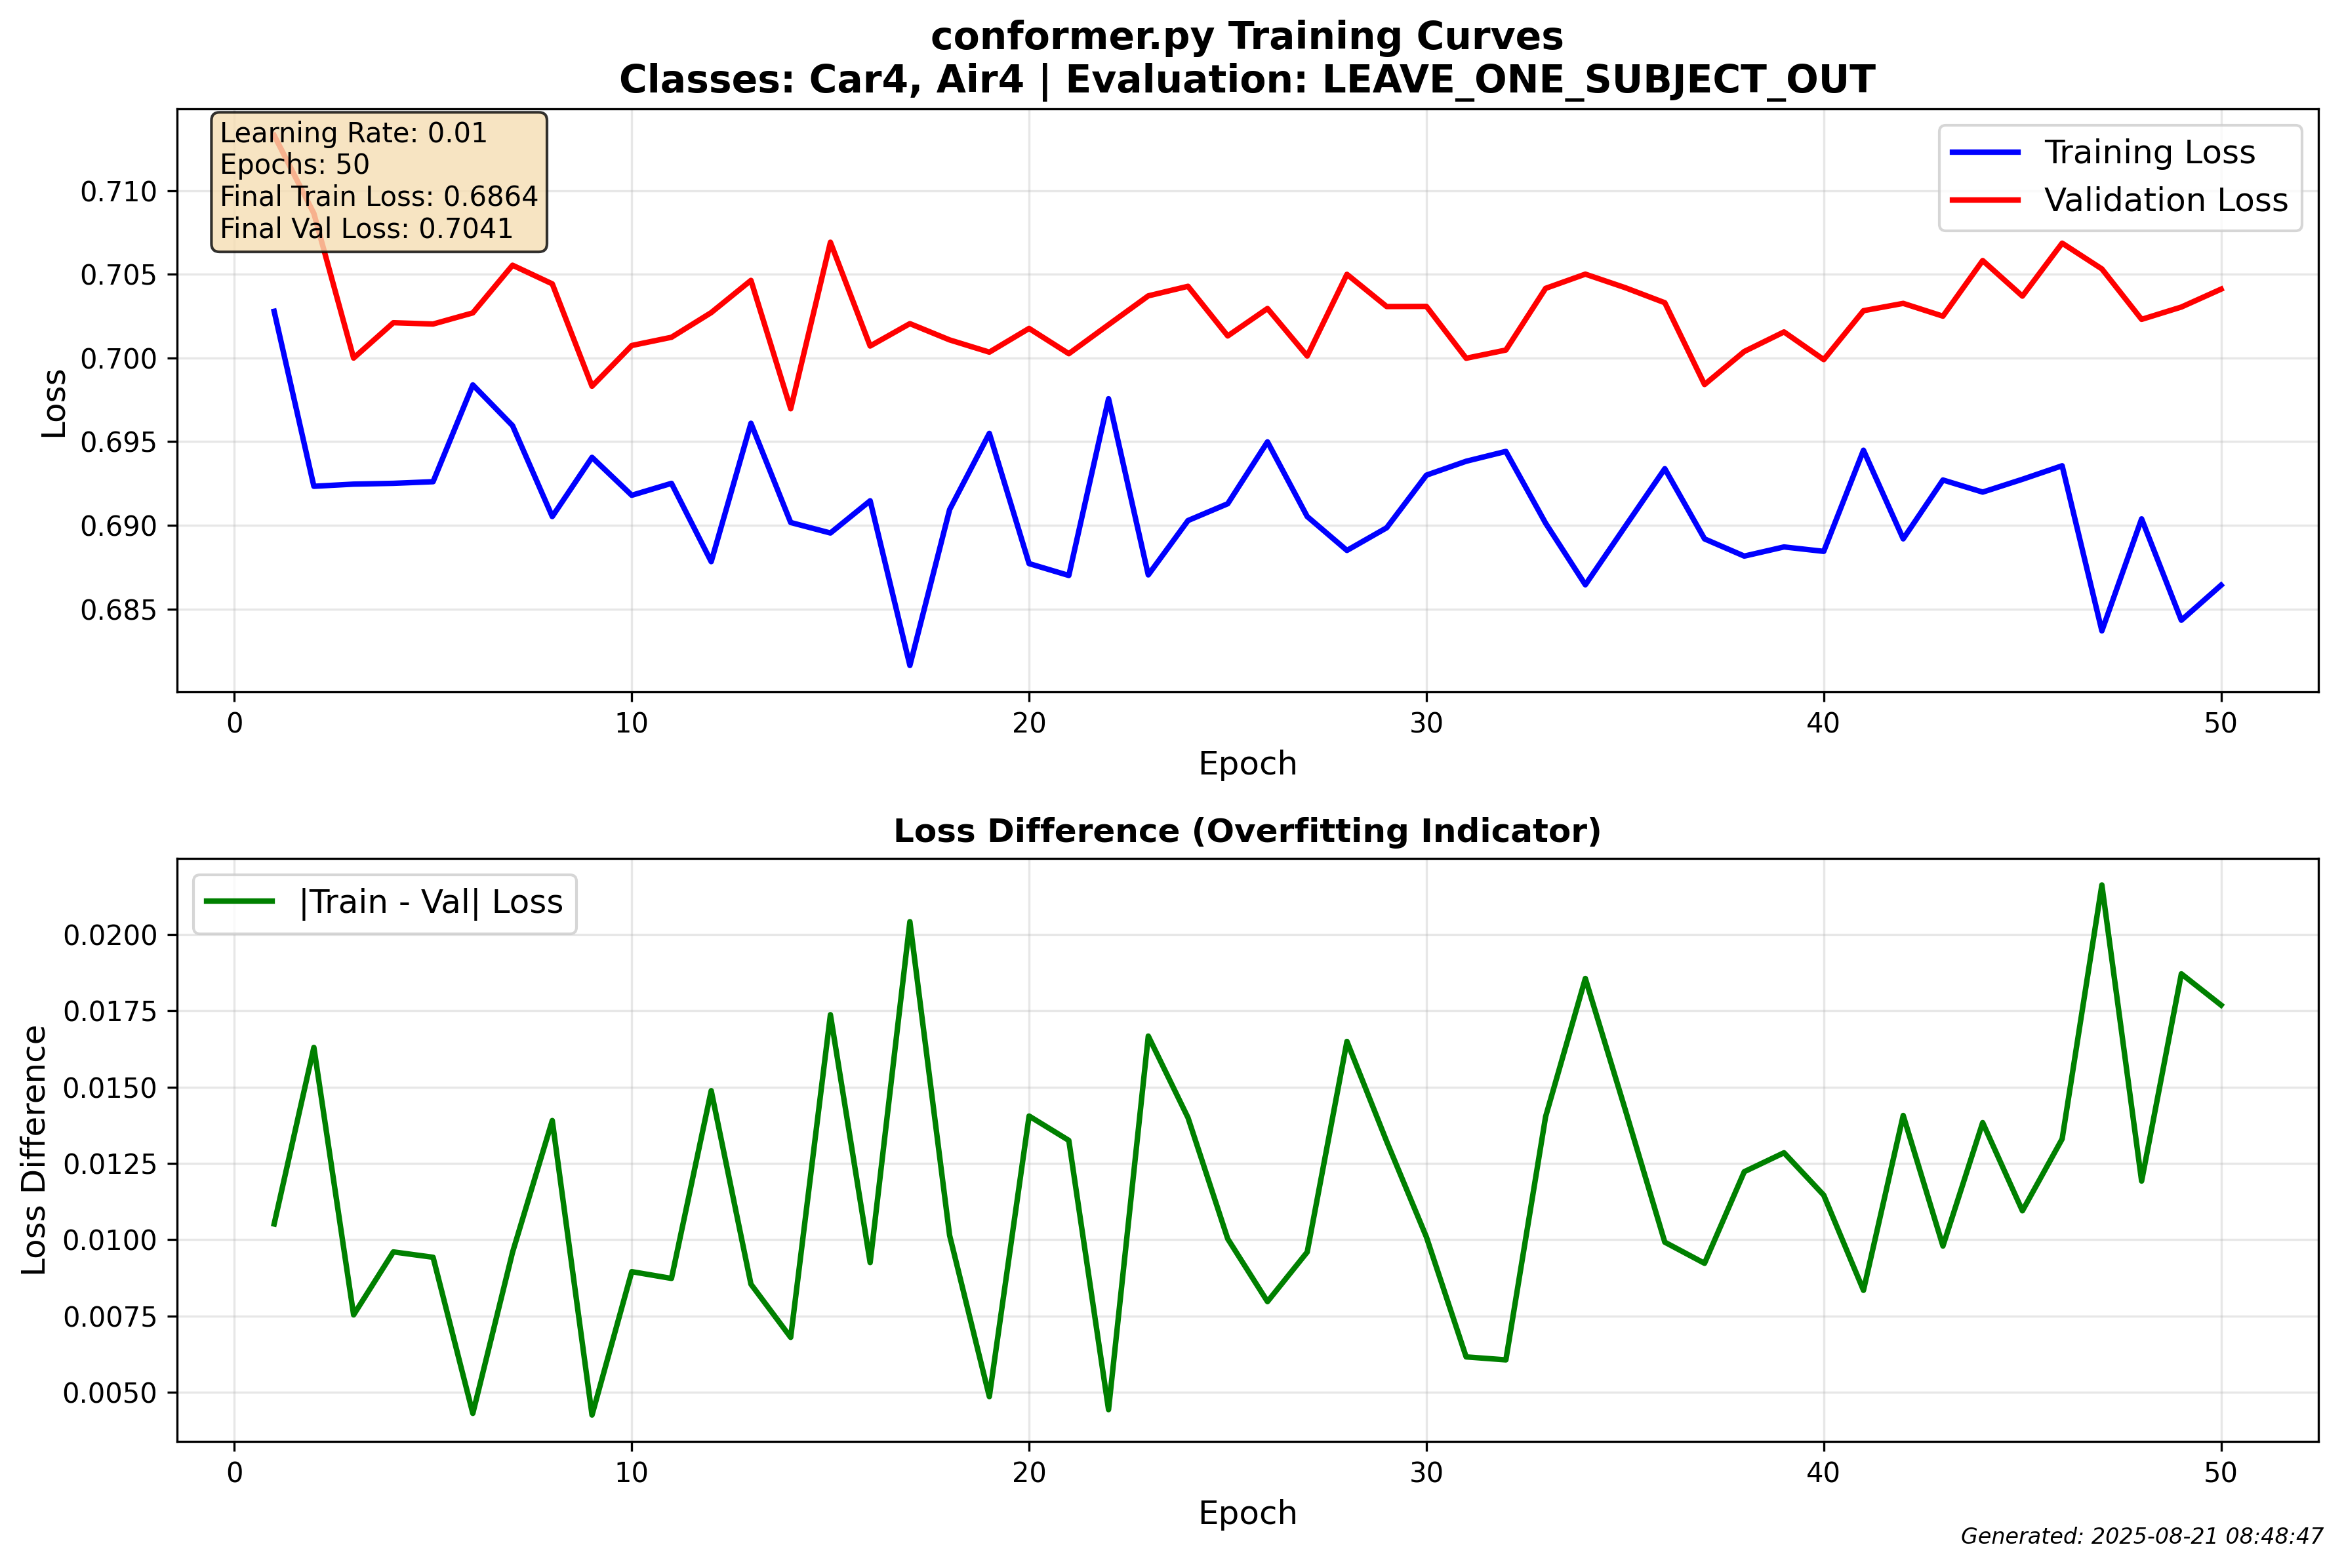 conformer.py Training Curves
Classes: Car4, Air4 | Evaluation: LEAVE_ONE_SUBJECT_OUT
Learning Rate: 0.01
Epochs: 50
Final Train Loss: 0.6864
Final Val Loss: 0.7041
Training Loss
Validation Loss
Loss
0.710
0.705
0.700
0.695
0.690
0.685
0 10 20 30 40 50
Epoch
Loss Difference (Overfitting Indicator)
|Train - Val| Loss
Loss Difference
0.0200
0.0175
0.0150
0.0125
0.0100
0.0075
0.0050
0 10 20 30 40 50
Epoch
Generated: 2025-08-21 08:48:47